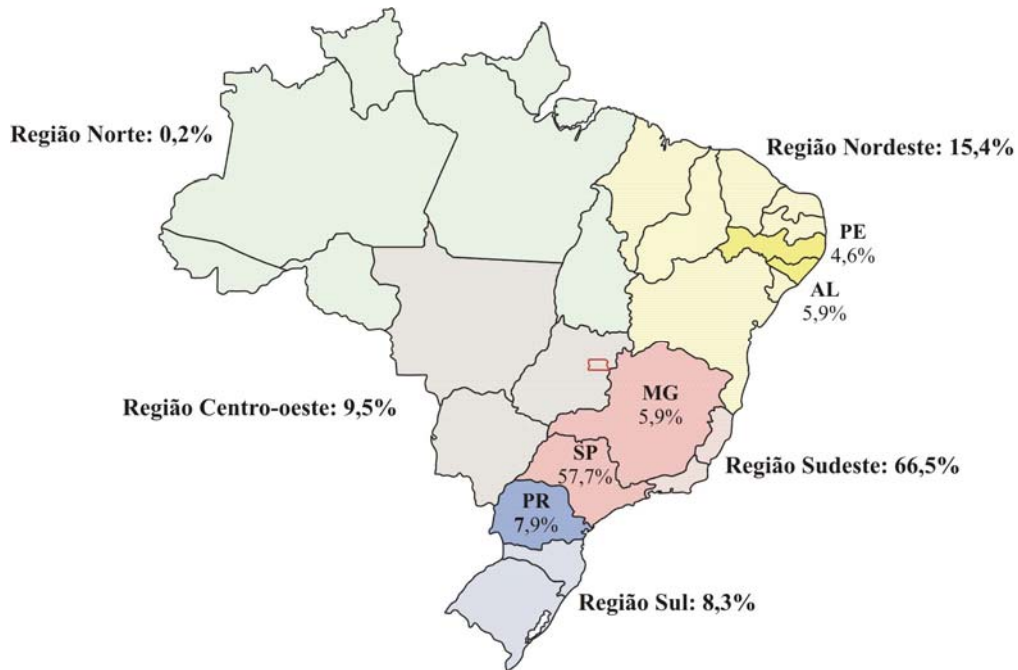 Região Norte: 0,2%
Região Nordeste: 15,4%
PE
4,6%
AL
5,9%
MG
5,9%
Região Centro-oeste: 9,5%
SP
57,7%
Região Sudeste: 66,5%
PR
7,9%
Região Sul: 8,3%